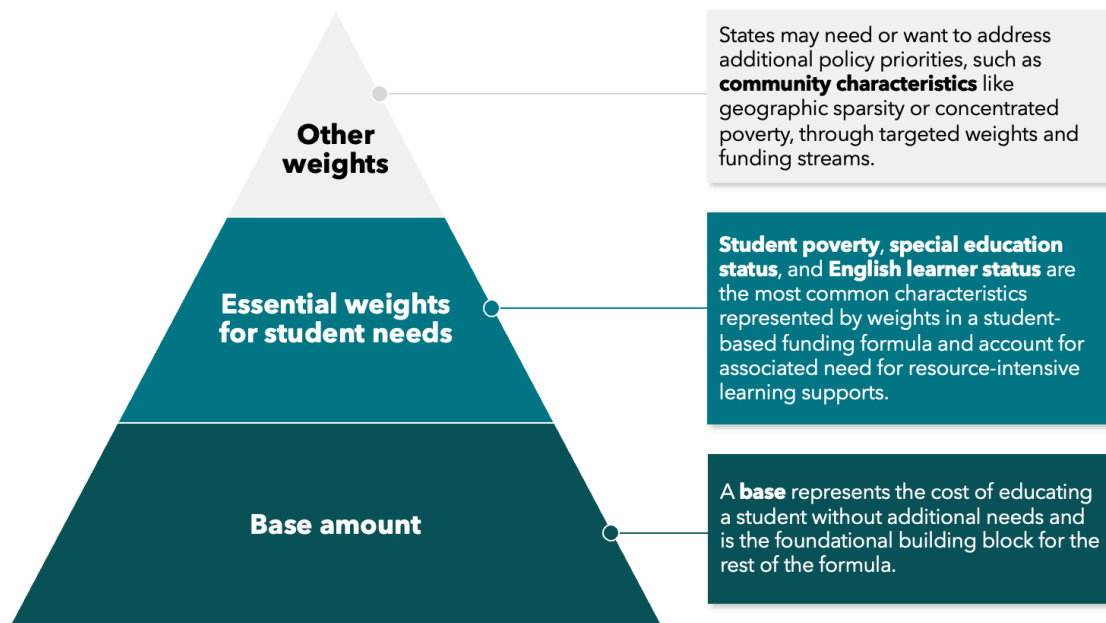 Other
weights
States may need or want to address
additional policy priorities, such as
community characteristics like
geographic sparsity or concentrated
poverty, through targeted weights and
funding streams.
Essential weights
for student needs
Student poverty, special education
status, and English learner status are
the most common characteristics
represented by weights in a student-
based funding formula and account for
associated need for resource-intensive
learning supports.
Base amount
A base represents the cost of educating
a student without additional needs and
is the foundational building block for the
rest of the formula.